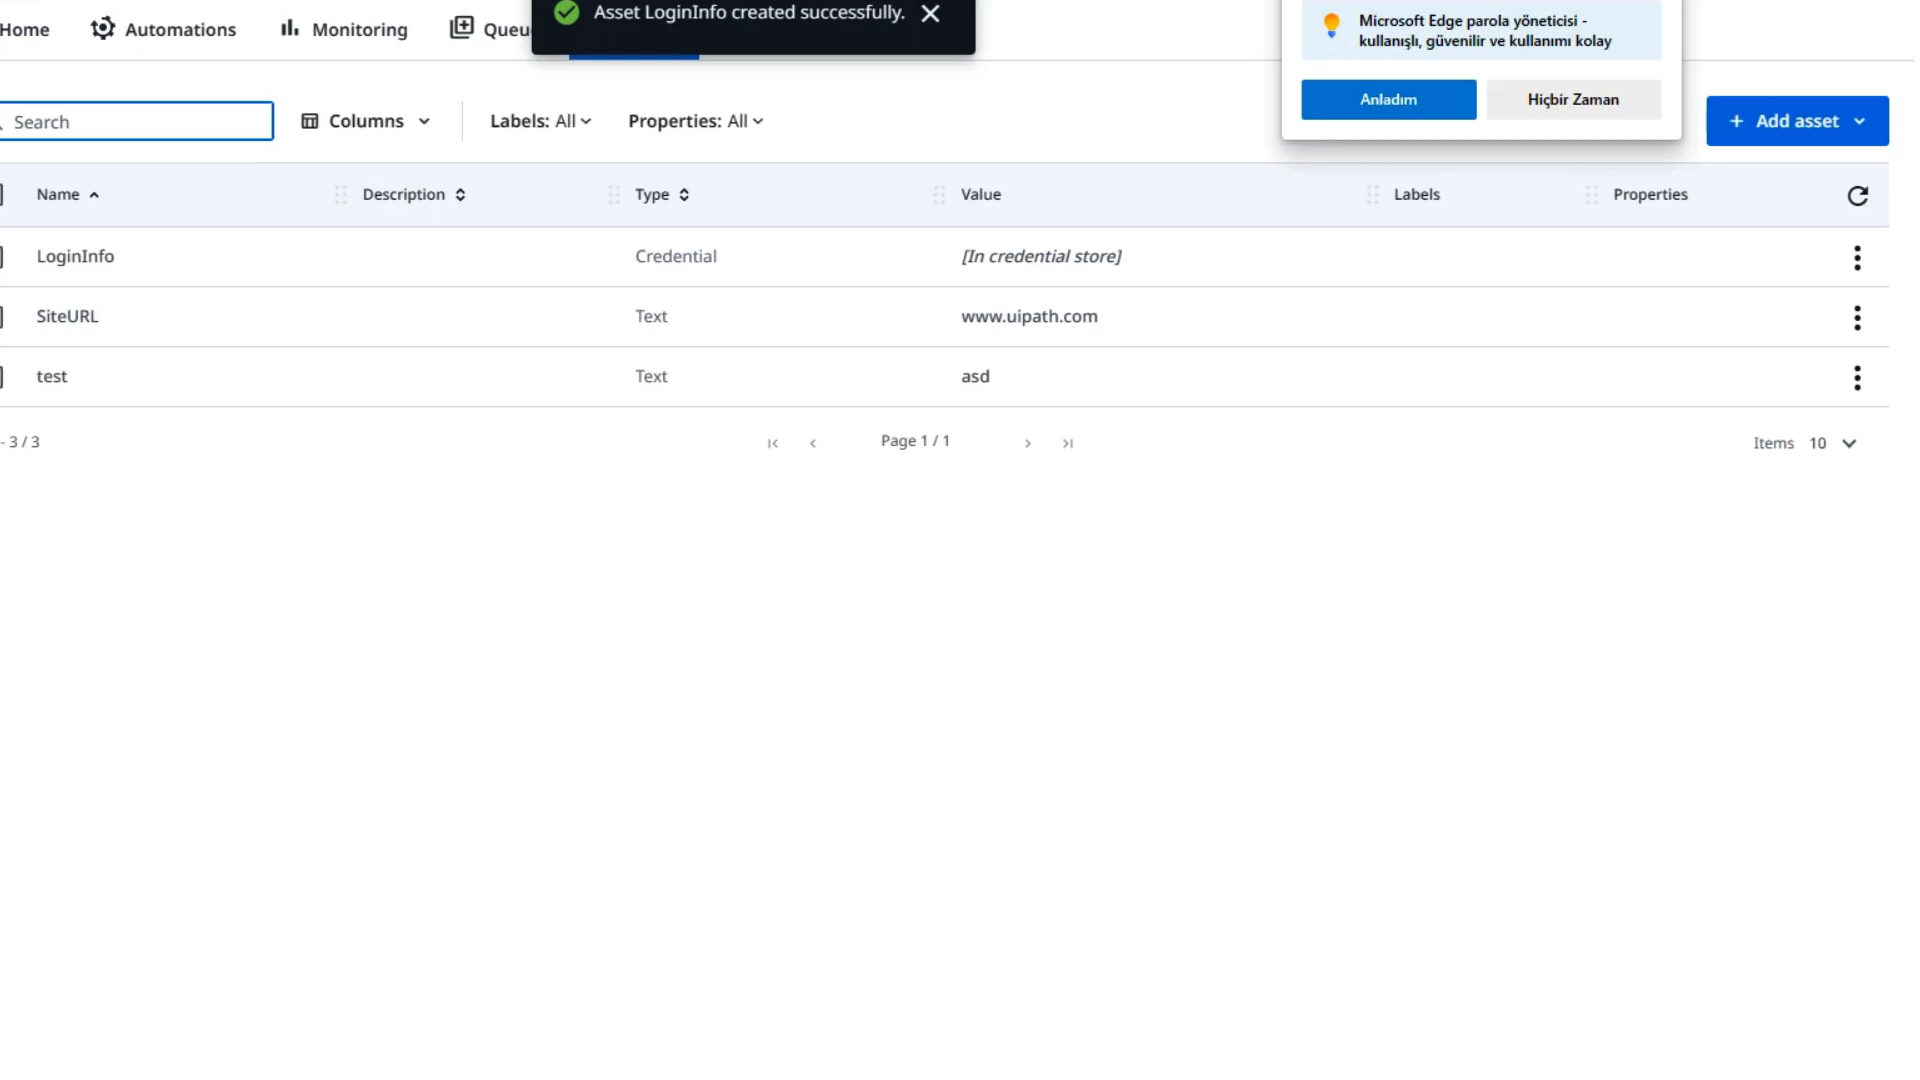 Home
Automations
Monitoring
Queu
Asset LoginInfo created successfully.
Microsoft Edge parola yöneticisi -
kullanışlı, güvenilir ve kullanımı kolay
Anladım
Hiçbir Zaman
Search
Columns
Labels: All
Properties: All
+ Add asset
Name
Description
Type
Value
Labels
Properties
LoginInfo
Credential
[In credential store]
SiteURL
Text
www.uipath.com
test
Text
asd
- 3 / 3
Page 1 / 1
Items 10